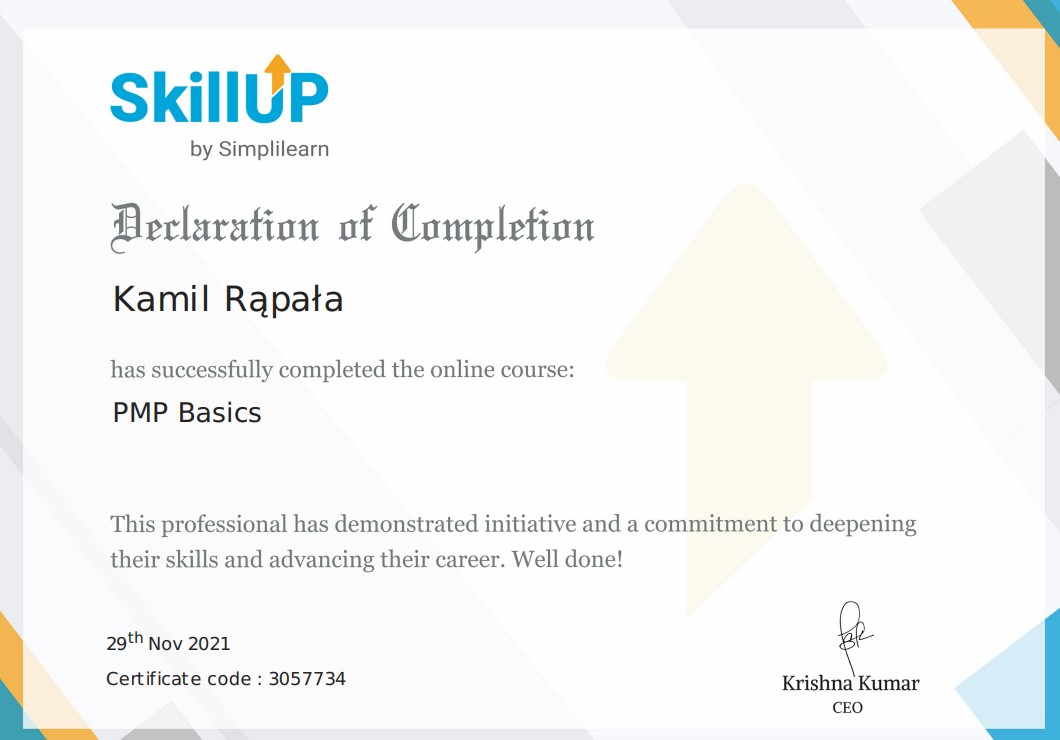 SkillUP
by Simplilearn
Declaration of Completion
Kamil Rąpała
has successfully completed the online course:
PMP Basics
This professional has demonstrated initiative and a commitment to deepening
their skills and advancing their career. Well done!
29th Nov 2021
Certificate code : 3057734
Krishna Kumar
CEO